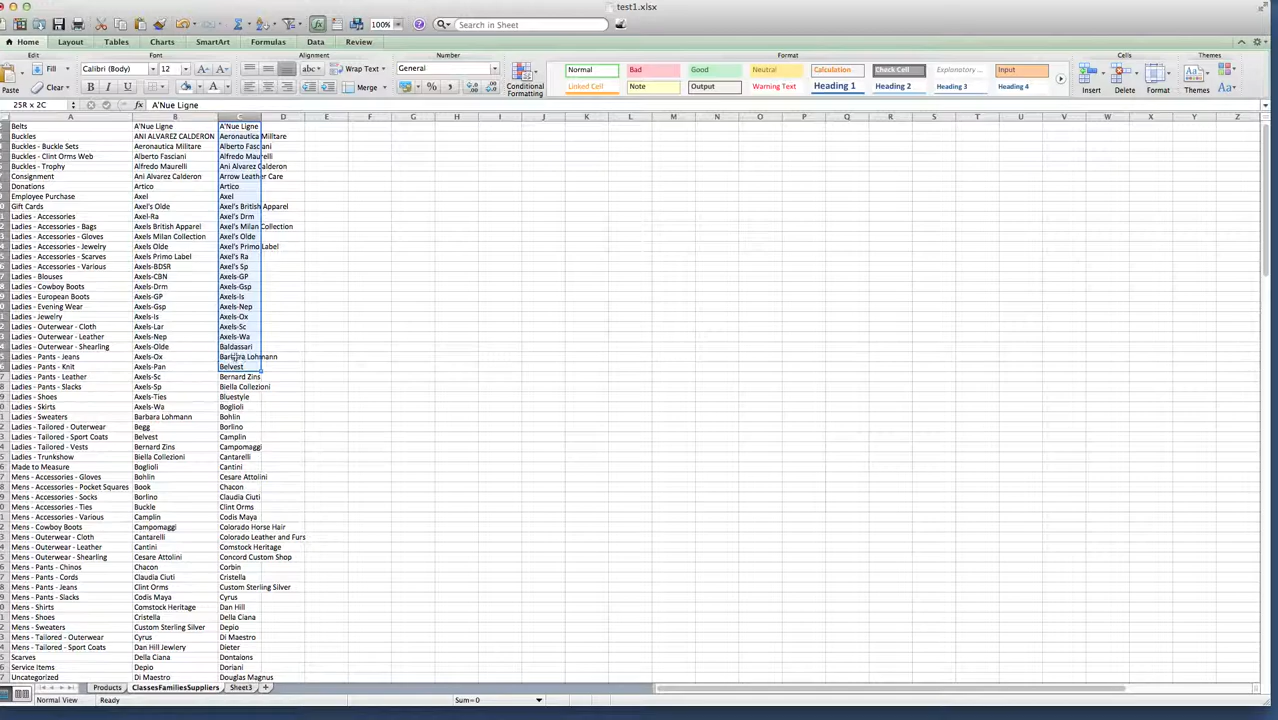 test1.xlsx
100% Search in Sheet
Home Layout Tables Charts SmartArt Formulas Data Review
Edit Font Alignment Number Format Cells Themes
Fill Calibri (Body) 12 A A abc Wrap Text General Normal Bad Good Neutral Calculation Check Cell Explanatory ... Input
Paste Clear B I U A Merge % Conditional Formatting Linked Cell Note Output Warning Text Heading 1 Heading 2 Heading 3 Heading 4 Insert Delete Format Themes Aa
25R x 2C fx A'Nue Ligne
A B C D E F G H I J K L M N O P Q R S T U V W X Y Z
Belts A'Nue Ligne A'Nue Ligne
Buckles ANI ALVAREZ CALDERON Aeronautica Militare
Buckles - Buckle Sets Aeronautica Militare Alberto Fasciani
Buckles - Clint Orms Web Alberto Fasciani Alfredo Maurelli
Buckles - Trophy Alfredo Maurelli Ani Alvarez Calderon
Consignment Ani Alvarez Calderon Arrow Leather Care
Donations Artico Artico
Employee Purchase Axel Axel
Gift Cards Axel's Olde Axel's British Apparel
Ladies - Accessories Axel-Ra Axel's Drm
Ladies - Accessories - Bags Axels British Apparel Axel's Milan Collection
Ladies - Accessories - Gloves Axels Milan Collection Axel's Olde
Ladies - Accessories - Jewelry Axels Olde Axel's Primo Label
Ladies - Accessories - Scarves Axels Primo Label Axel's Ra
Ladies - Accessories - Various Axels-BDSR Axel's Sp
Ladies - Blouses Axels-CBN Axels-GP
Ladies - Cowboy Boots Axels-Drm Axels-Gsp
Ladies - European Boots Axels-GP Axels-Is
Ladies - Evening Wear Axels-Gsp Axels-Nep
Ladies - Jewelry Axels-Is Axels-Ox
Ladies - Outerwear - Cloth Axels-Lar Axels-Sc
Ladies - Outerwear - Leather Axels-Nep Axels-Wa
Ladies - Outerwear - Shearling Axels-Olde Baldassari
Ladies - Pants - Jeans Axels-Ox Barbara Lohmann
Ladies - Pants - Knit Axels-Pan Belvest
Ladies - Pants - Leather Axels-Sc Bernard Zins
Ladies - Pants - Slacks Axels-Sp Biella Collezioni
Ladies - Shoes Axels-Ties Bluestyle
Ladies - Skirts Axels-Wa Boglioli
Ladies - Sweaters Barbara Lohmann Bohlin
Ladies - Tailored - Outerwear Begg Borlino
Ladies - Tailored - Sport Coats Belvest Camplin
Ladies - Tailored - Vests Bernard Zins Campomaggi
Ladies - Trunkshow Biella Collezioni Cantarelli
Made to Measure Boglioli Cantini
Mens - Accessories - Gloves Bohlin Cesare Attolini
Mens - Accessories - Pocket Squares Book Chacon
Mens - Accessories - Socks Borlino Claudia Ciuti
Mens - Accessories - Ties Buckle Clint Orms
Mens - Accessories - Various Camplin Codis Maya
Mens - Cowboy Boots Campomaggi Colorado Horse Hair
Mens - Outerwear - Cloth Cantarelli Colorado Leather and Furs
Mens - Outerwear - Leather Cantini Comstock Heritage
Mens - Outerwear - Shearling Cesare Attolini Concord Custom Shop
Mens - Pants - Chinos Chacon Corbin
Mens - Pants - Cords Claudia Ciuti Cristella
Mens - Pants - Jeans Clint Orms Custom Sterling Silver
Mens - Pants - Slacks Codis Maya Cyrus
Mens - Shirts Comstock Heritage Dan Hill
Mens - Shoes Cristella Della Ciana
Mens - Sweaters Custom Sterling Silver Depio
Mens - Tailored - Outerwear Cyrus Di Maestro
Mens - Tailored - Sport Coats Dan Hill Jewlery Dieter
Scarves Della Ciana Dontaions
Service Items Depio Doriani
Uncategorized Di Maestro Douglas Magnus
Products ClassesFamiliesSuppliers Sheet3 +
Normal View Ready Sum=0